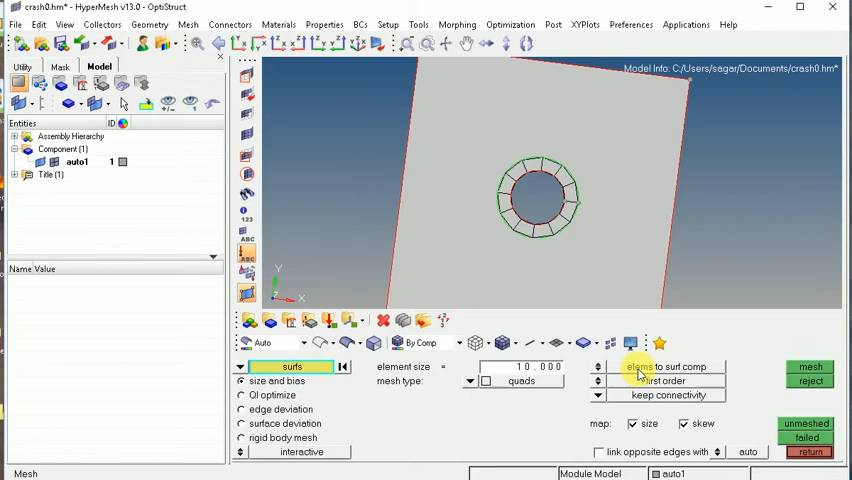 crash0.hm* - HyperMesh v13.0 - OptiStruct
File Edit View Collectors Geometry Mesh Connectors Materials Properties BCs Setup Tools Morphing Optimization Post XYPlots Preferences Applications Help
Utility Mask Model
Model Info: C:/Users/sagar/Documents/crash0.hm*
Entities ID
Assembly Hierarchy
Component (1)
auto1 1
Title (1)
Name Value
Y
Z X
123
ABC
ABC
Auto By Comp
surfs element size = 10.000 elems to surf comp mesh
size and bias mesh type: quads first order reject
QI optimize keep connectivity
edge deviation
surface deviation map: size skew unmeshed
rigid body mesh failed
interactive link opposite edges with auto return
Mesh Module Model auto1